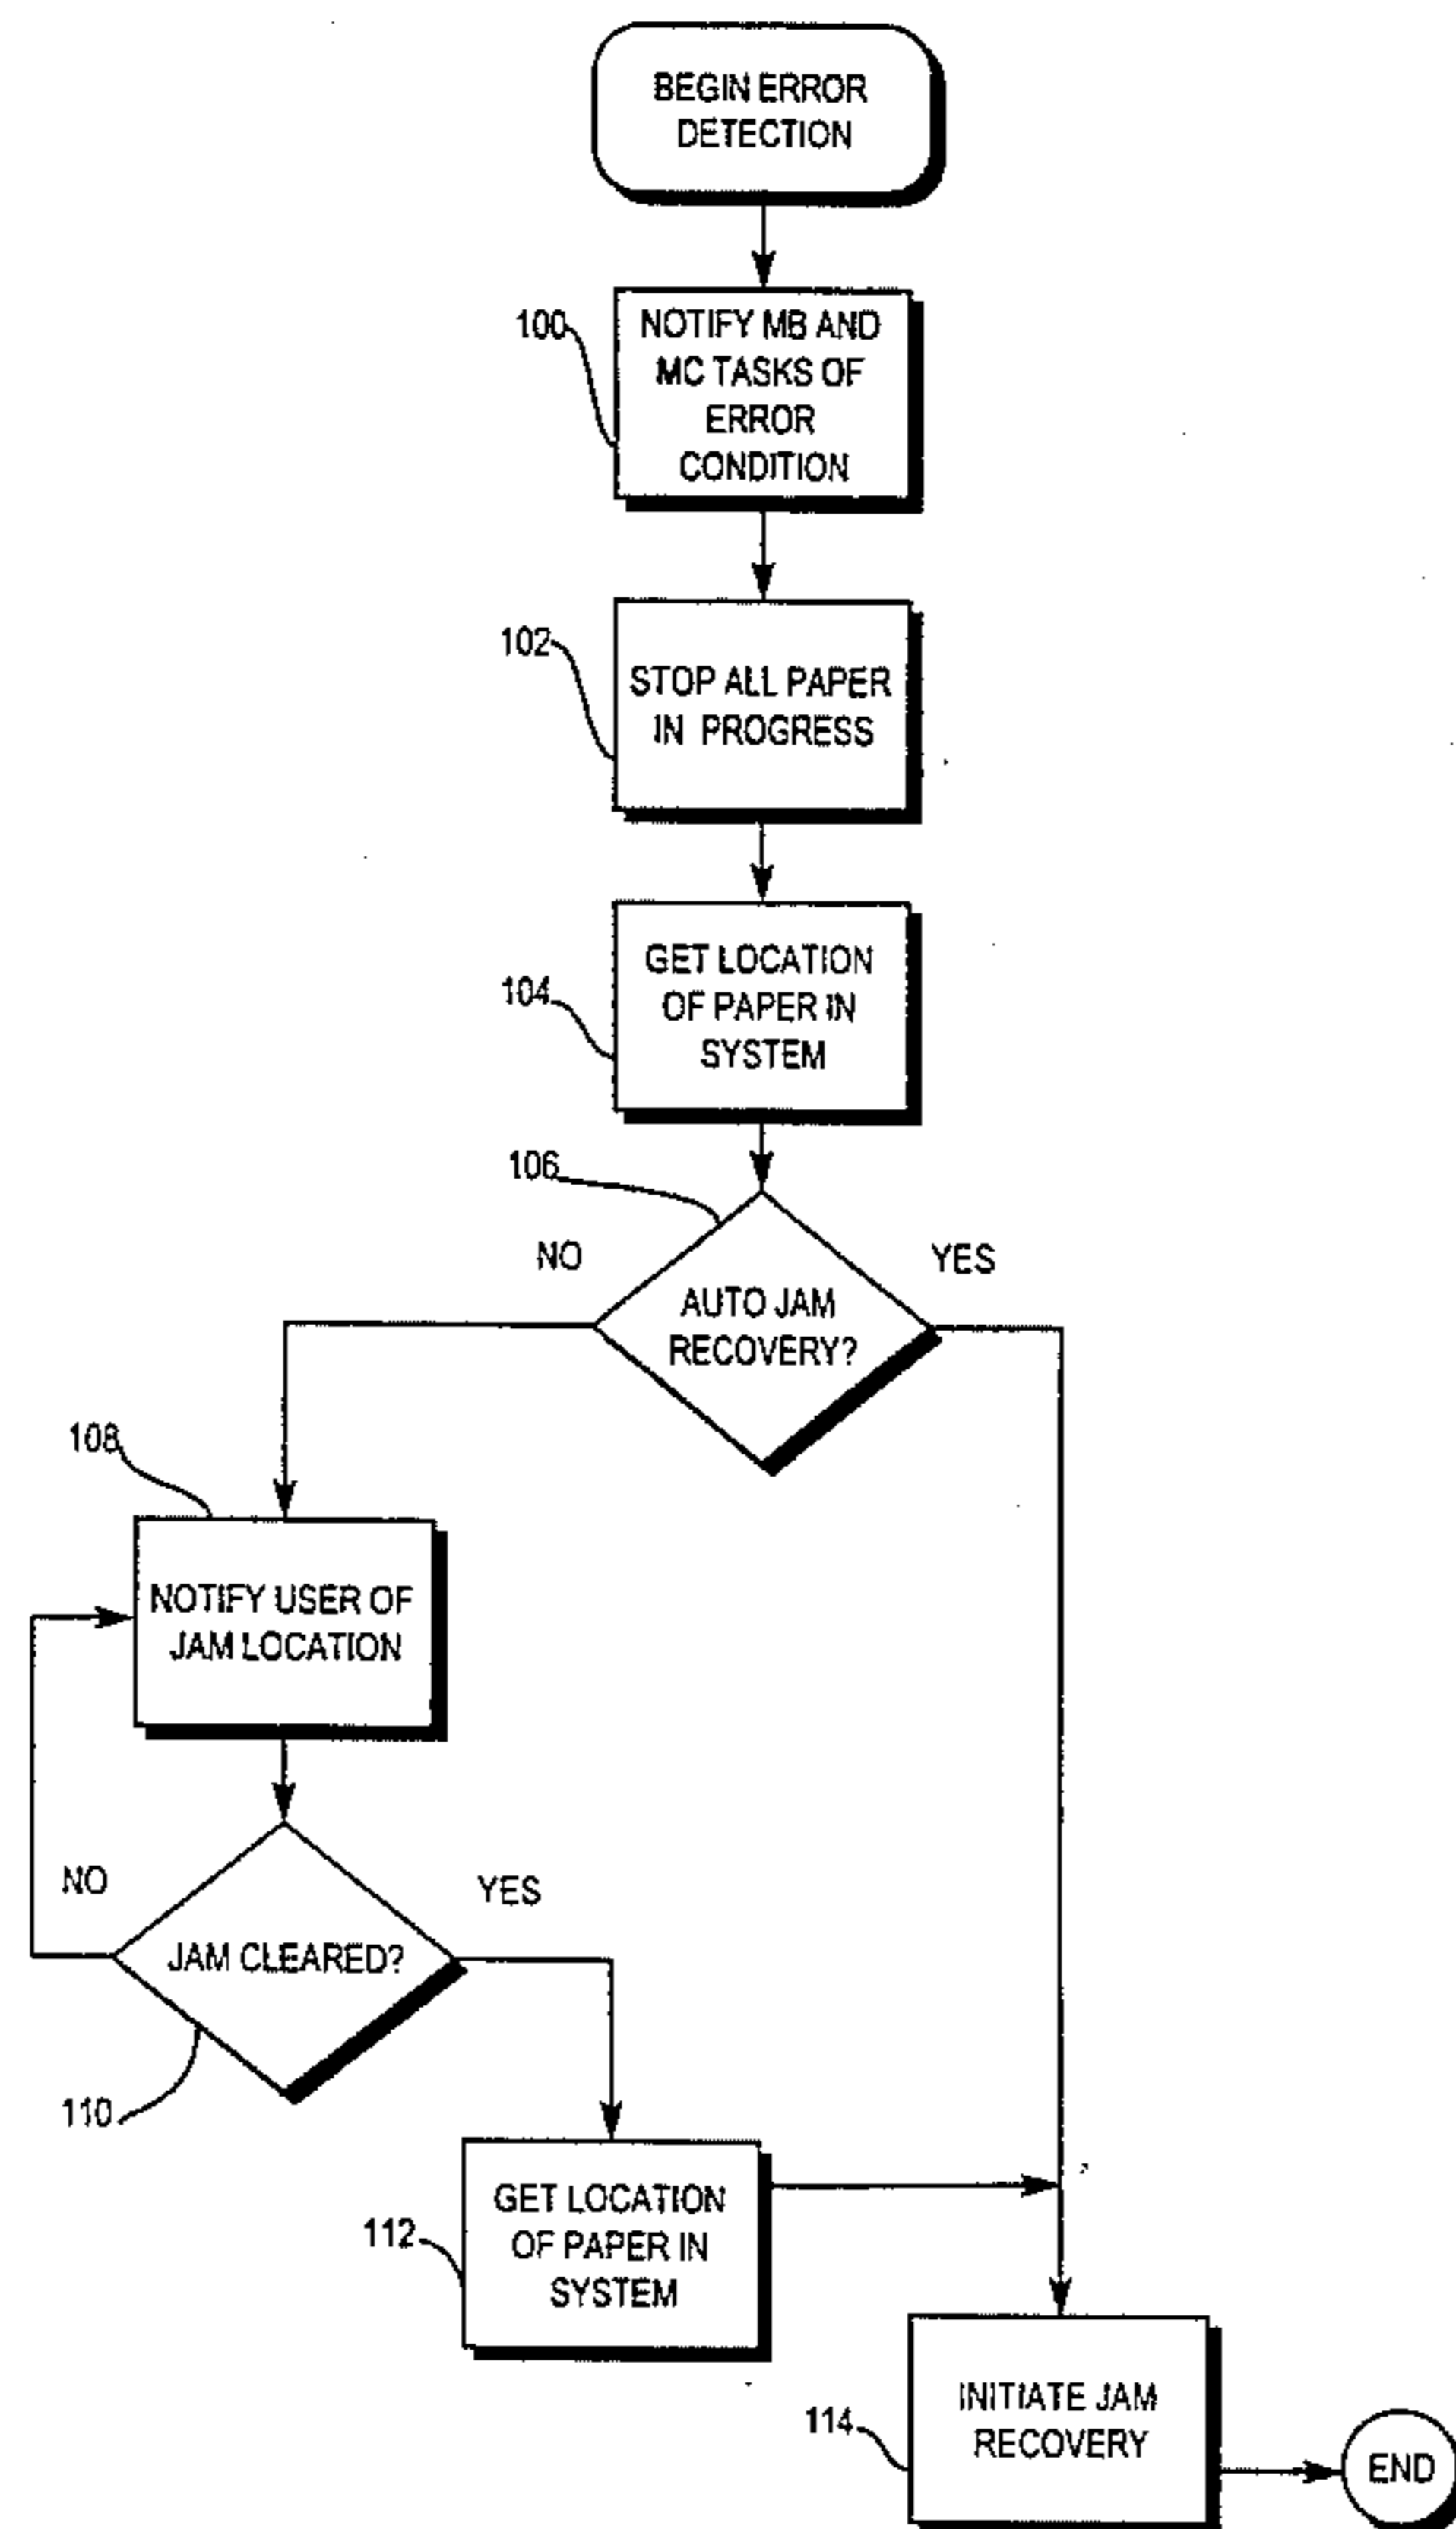 BEGIN ERROR
DETECTION
100
NOTIFY MB AND
MC TASKS OF
ERROR
CONDITION
102
STOP ALL PAPER
IN PROGRESS
104
GET LOCATION
OF PAPER IN
SYSTEM
106
NO
YES
AUTO JAM
RECOVERY?
108
NOTIFY USER OF
JAM LOCATION
NO
YES
JAM CLEARED?
110
112
GET LOCATION
OF PAPER IN
SYSTEM
114
INITIATE JAM
RECOVERY
END